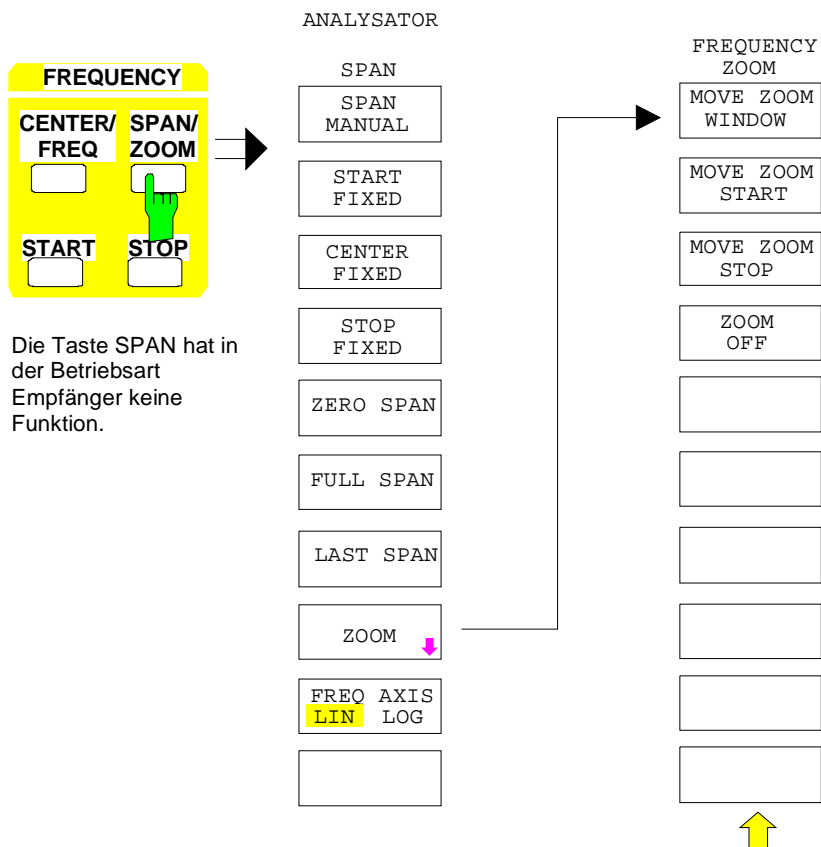 FREQUENCY
CENTER/ SPAN/
FREQ ZOOM
START STOP
Die Taste SPAN hat in
der Betriebsart
Empfänger keine
Funktion.
ANALYSATOR
SPAN
SPAN
MANUAL
START
FIXED
CENTER
FIXED
STOP
FIXED
ZERO SPAN
FULL SPAN
LAST SPAN
ZOOM
FREQ AXIS
LIN LOG
FREQUENCY
ZOOM
MOVE ZOOM
WINDOW
MOVE ZOOM
START
MOVE ZOOM
STOP
ZOOM
OFF